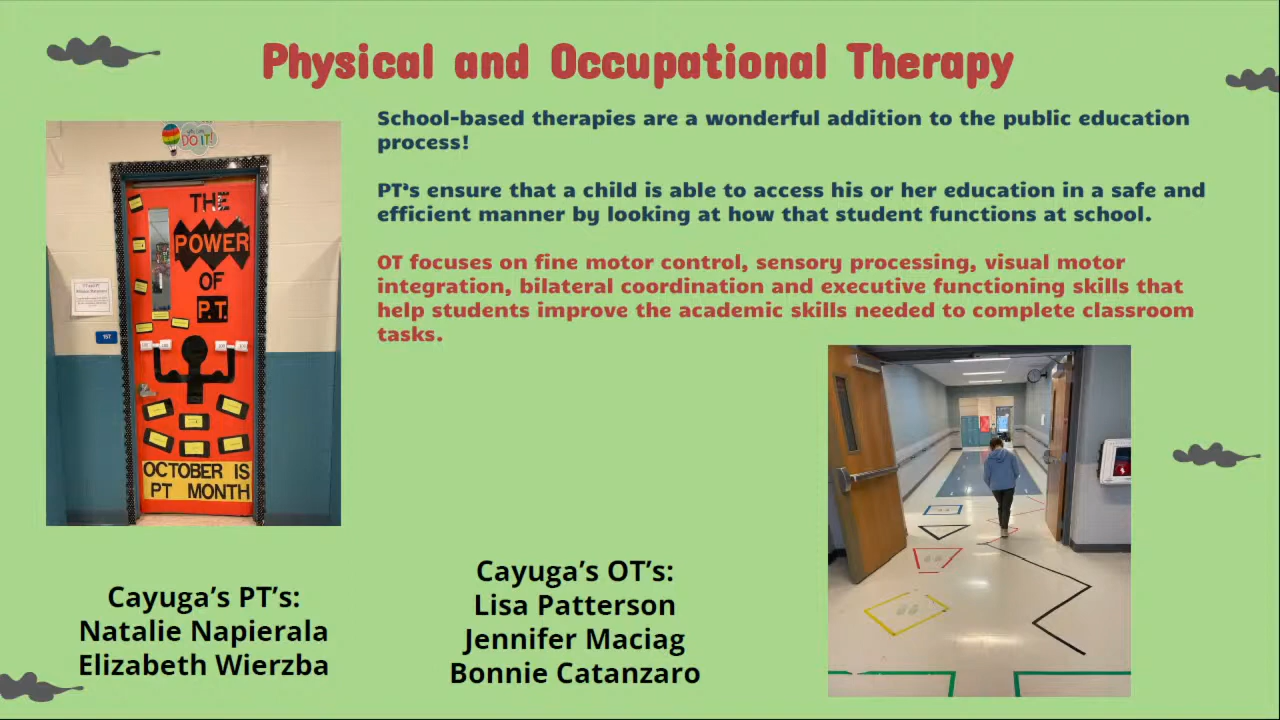 Physical and Occupational Therapy
School-based therapies are a wonderful addition to the public education
process!
PT's ensure that a child is able to access his or her education in a safe and
efficient manner by looking at how that student functions at school.
OT focuses on fine motor control, sensory processing, visual motor
integration, bilateral coordination and executive functioning skills that
help students improve the academic skills needed to complete classroom
tasks.
DO IT!
THE
POWER
OF
P.T.
157
OCTOBER IS
PT MONTH
Cayuga's PT's:
Natalie Napierala
Elizabeth Wierzba
Cayuga's OT's:
Lisa Patterson
Jennifer Maciag
Bonnie Catanzaro